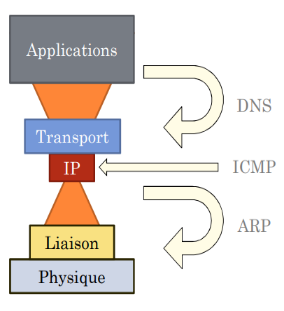 Applications
DNS
Transport
IP
ICMP
ARP
Liaison
Physique